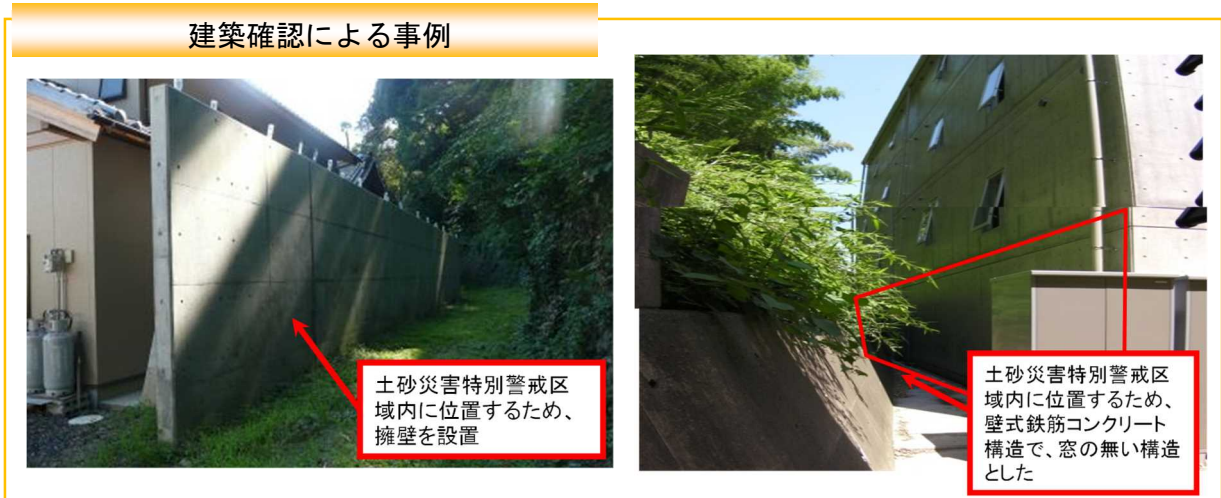 建築確認による事例
土砂災害特別警戒区
域内に位置するため、
擁壁を設置
土砂災害特別警戒区
域内に位置するため、
壁式鉄筋コンクリート
構造で、窓の無い構造
とした